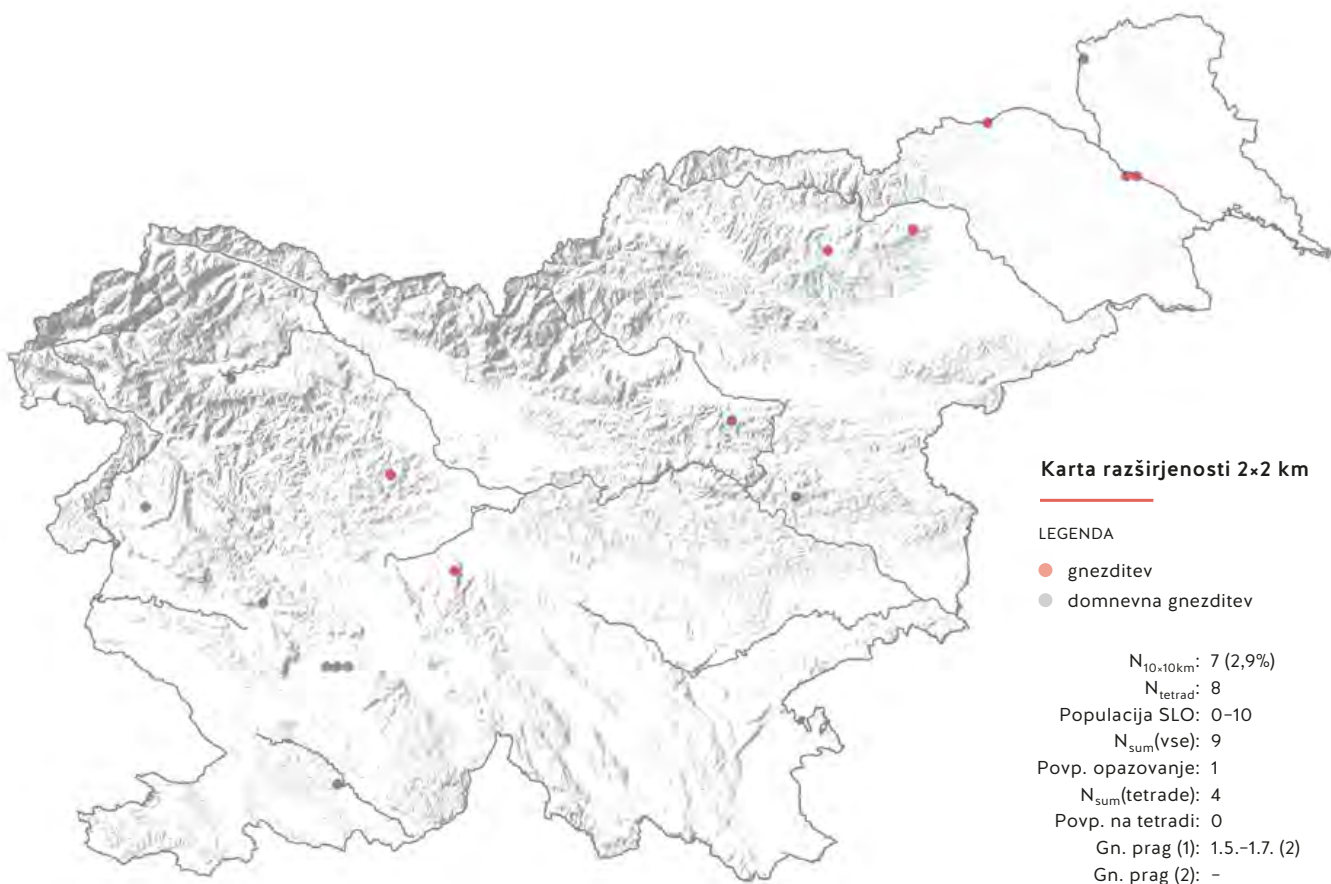 Karta razširjenosti 2×2 km
LEGENDA
gnezditev
domnevna gnezditev
N10×10km: 7 (2,9%)
Ntetrad: 8
Populacija SLO: 0–10
Nsum(vse): 9
Povp. opazovanje: 1
Nsum(tetrade): 4
Povp. na tetradi: 0
Gn. prag (1): 1.5.–1.7. (2)
Gn. prag (2): –